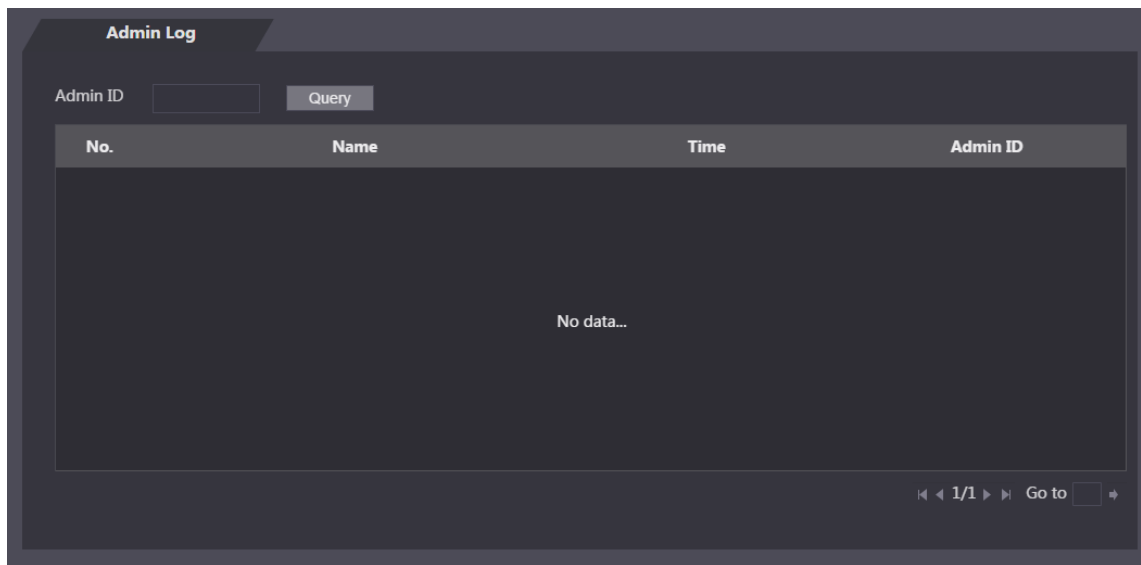 Admin Log
Admin ID Query
No. Name Time Admin ID
No data...
1/1 Go to